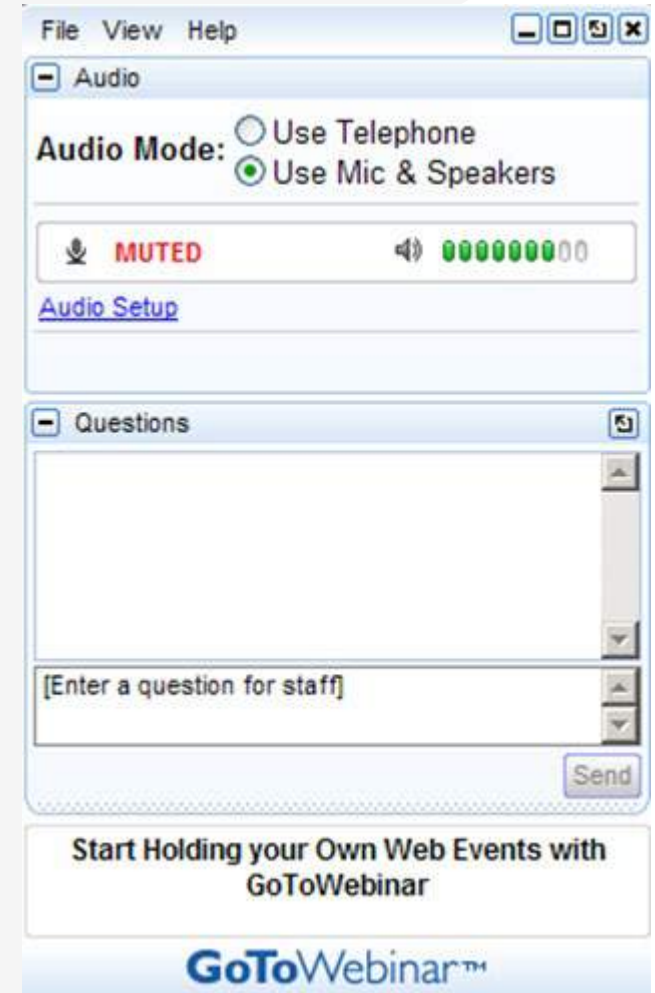 File View Help
Audio
Audio Mode: Use Telephone
Use Mic & Speakers
MUTED
Audio Setup
Questions
[Enter a question for staff]
Send
Start Holding your Own Web Events with
GoToWebinar
GoToWebinar™